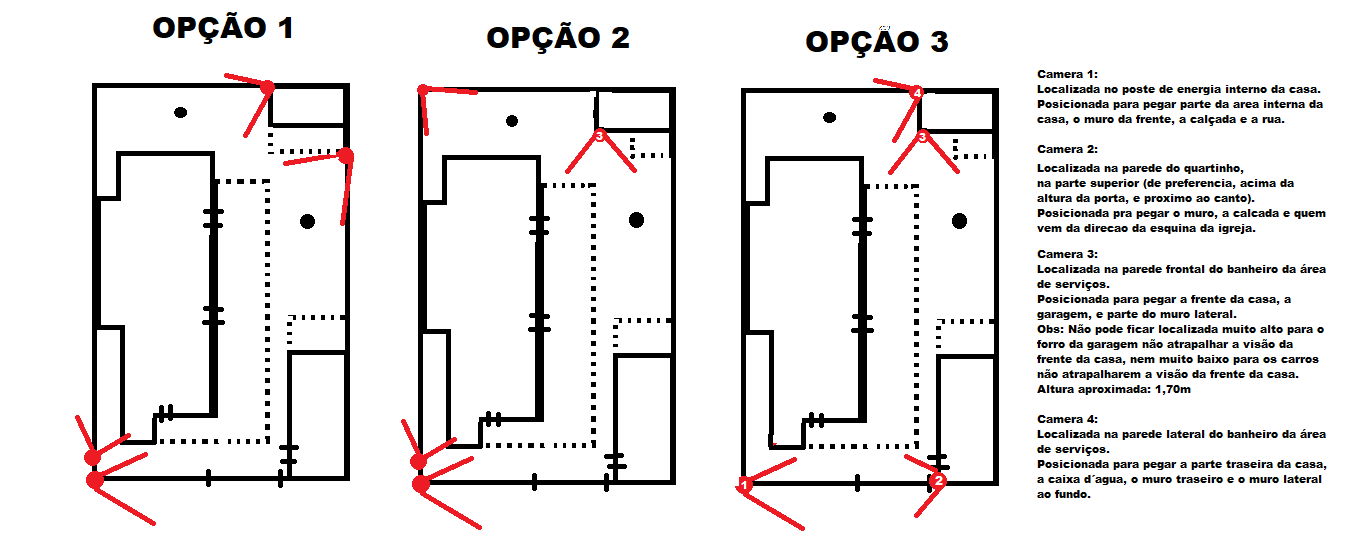 OPÇÃO 1
OPÇÃO 2
OPÇÃO 3
3
4
3
1
2
Camera 1:
Localizada no poste de energia interno da casa.
Posicionada para pegar parte da area interna da
casa, o muro da frente, a calçada e a rua.
Camera 2:
Localizada na parede do quartinho,
na parte superior (de preferencia, acima da
altura da porta, e proximo ao canto).
Posicionada pra pegar o muro, a calcada e quem
vem da direcao da esquina da igreja.
Camera 3:
Localizada na parede frontal do banheiro da área
de serviços.
Posicionada para pegar a frente da casa, a
garagem, e parte do muro lateral.
Obs: Não pode ficar localizada muito alto para o
forro da garagem não atrapalhar a visão da
frente da casa, nem muito baixo para os carros
não atrapalharem a visão da frente da casa.
Altura aproximada: 1,70m
Camera 4:
Localizada na parede lateral do banheiro da área
de serviços.
Posicionada para pegar a parte traseira da casa,
a caixa d´agua, o muro traseiro e o muro lateral
ao fundo.